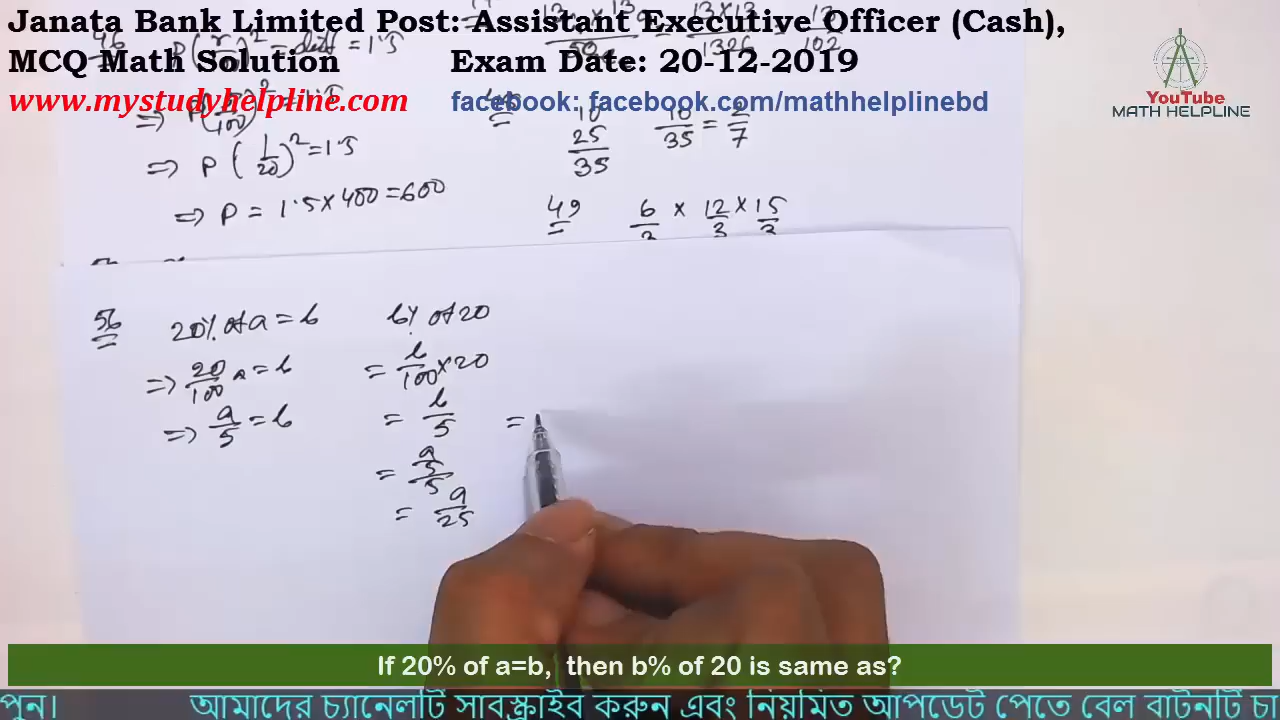 Janata Bank Limited Post: Assistant Executive Officer (Cash),
MCQ Math Solution Exam Date: 20-12-2019
www.mystudyhelpline.com facebook: facebook.com/mathhelplinebd
YouTube
MATH HELPLINE
46
⇒ P(1/20)² = 1.5
⇒ P = 1.5 × 400 = 600
10
25
35
10/35 = 2/7
49 6/3 × 12/3 × 15/3
56 20% of a = b b% of 20
⇒ 20/100 a = b = b/100 × 20
⇒ a/5 = b = b/5 =
= a/5/5
= a/25
If 20% of a=b, then b% of 20 is same as?
পুন। আমাদের চ্যানেলটি সাবস্ক্রাইব করুন এবং নিয়মিত আপডেট পেতে বেল বাটনটি চা